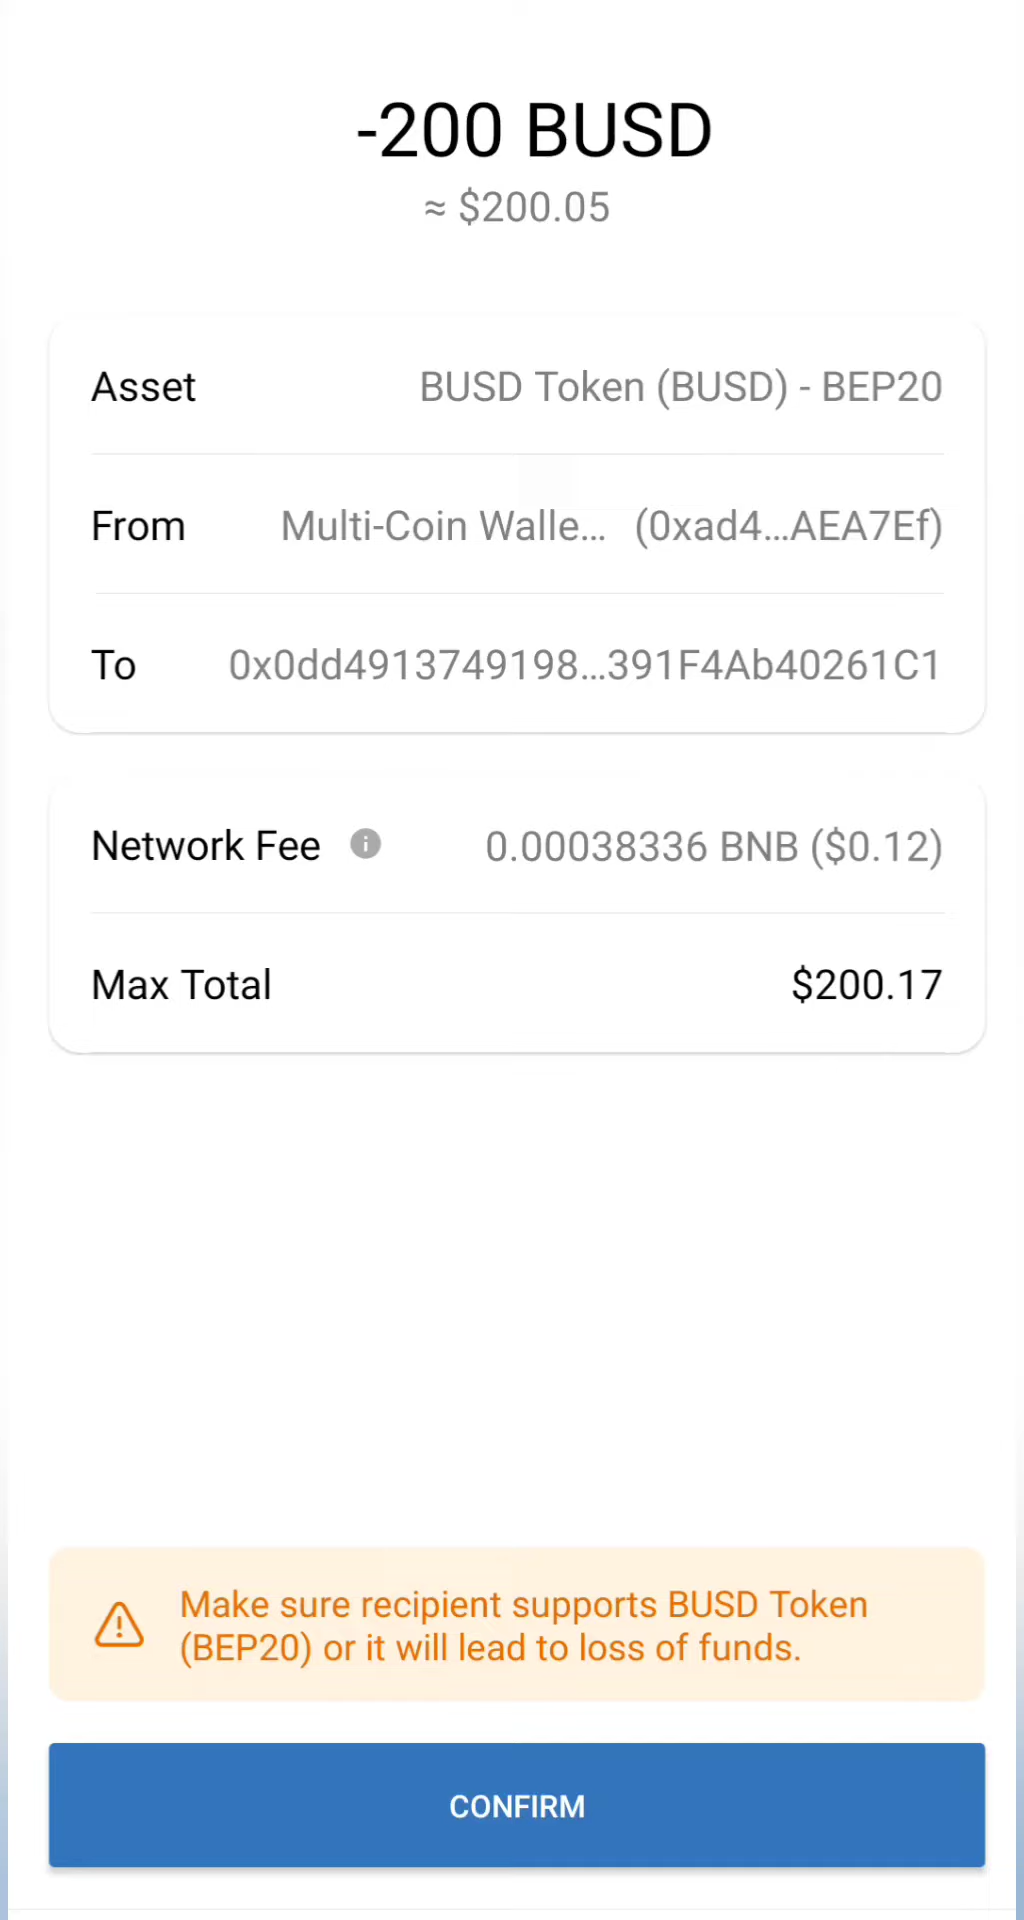 -200 BUSD
≈ $200.05
Asset BUSD Token (BUSD) - BEP20
From Multi-Coin Walle... (0xad4...AEA7Ef)
To 0x0dd4913749198...391F4Ab40261C1
Network Fee i 0.00038336 BNB ($0.12)
Max Total $200.17
Make sure recipient supports BUSD Token
(BEP20) or it will lead to loss of funds.
CONFIRM